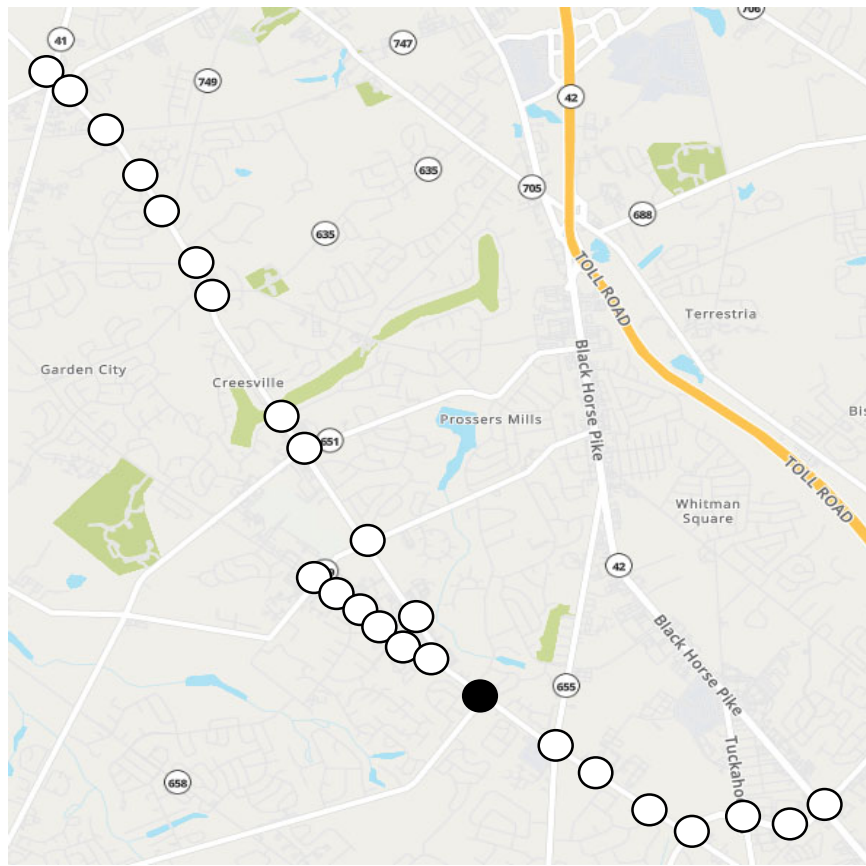 706
41
747
749
42
635
705
688
635
TOLL ROAD
Terrestria
Black Horse Pike
Garden City
Creesville
Prossers Mills
Bis
651
TOLL ROAD
Whitman
Square
42
Black Horse Pike
655
Tuckaho
658